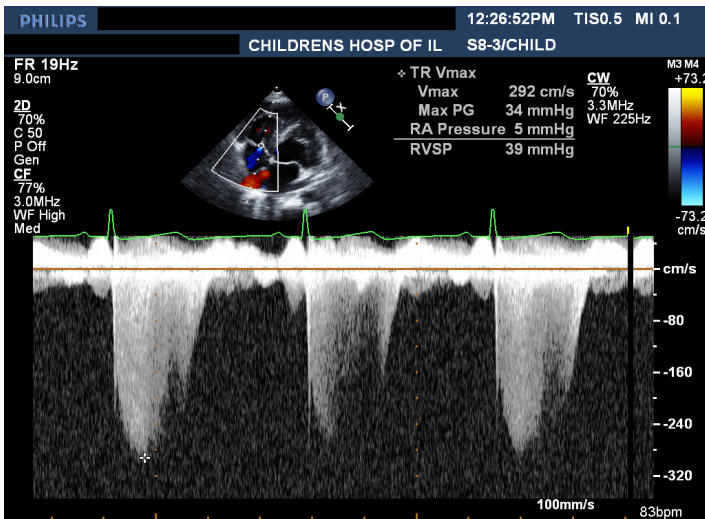 PHILIPS
12:26:52PM TIS0.5 MI 0.1
CHILDRENS HOSP OF IL S8-3/CHILD
FR 19Hz
9.0cm
2D
70%
C 50
P Off
Gen
CF
77%
3.0MHz
WF High
Med
P
TR Vmax
Vmax 292 cm/s
Max PG 34 mmHg
RA Pressure 5 mmHg
RVSP 39 mmHg
CW
70%
3.3MHz
WF 225Hz
M3 M4
+73.2
-73.2
cm/s
cm/s
-80
-160
-240
-320
100mm/s
83bpm